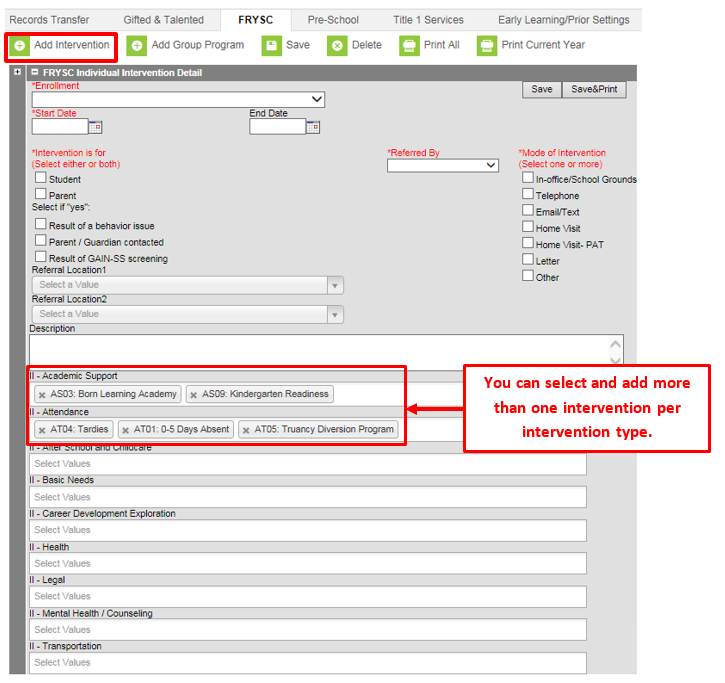 Records Transfer Gifted & Talented FRYSC Pre-School Title 1 Services Early Learning/Prior Settings
Add Intervention Add Group Program Save Delete Print All Print Current Year
FRYSC Individual Intervention Detail
*Enrollment
Save Save&Print
*Start Date End Date
*Intervention is for *Referred By *Mode of Intervention
(Select either or both) (Select one or more)
Student In-office/School Grounds
Parent Telephone
Select if "yes": Email/Text
Result of a behavior issue Home Visit
Parent / Guardian contacted Home Visit- PAT
Result of GAIN-SS screening Letter
Referral Location1 Other
Select a Value
Referral Location2
Select a Value
Description
II - Academic Support
AS03: Born Learning Academy AS09: Kindergarten Readiness
II - Attendance
AT04: Tardies AT01: 0-5 Days Absent AT05: Truancy Diversion Program
You can select and add more
than one intervention per
intervention type.
II - After School and Childcare
Select Values
II - Basic Needs
Select Values
II - Career Development Exploration
Select Values
II - Health
Select Values
II - Legal
Select Values
II - Mental Health / Counseling
Select Values
II - Transportation
Select Values